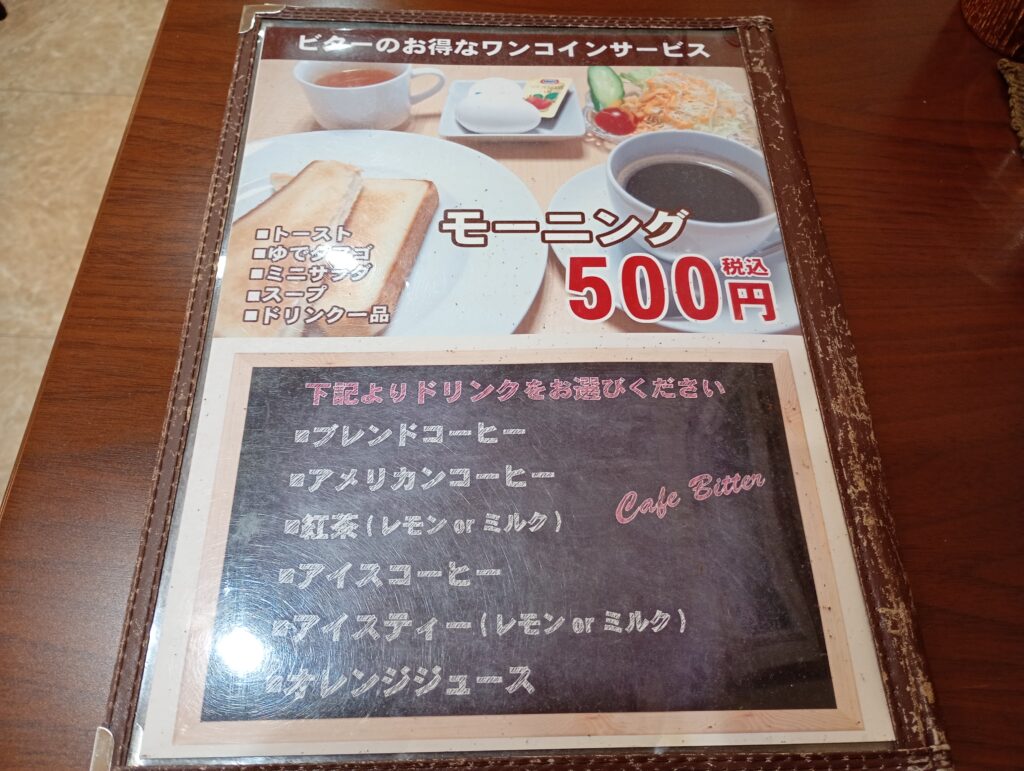 ビターのお得なワンコインサービス
モーニング
500円 税込
■トースト
■ゆでタマゴ
■ミニサラダ
■スープ
■ドリンク一品
下記よりドリンクをお選びください
■ブレンドコーヒー
■アメリカンコーヒー
■紅茶(レモン or ミルク)
Cafe Bitter
■アイスコーヒー
■アイスティー(レモン or ミルク)
■オレンジジュース